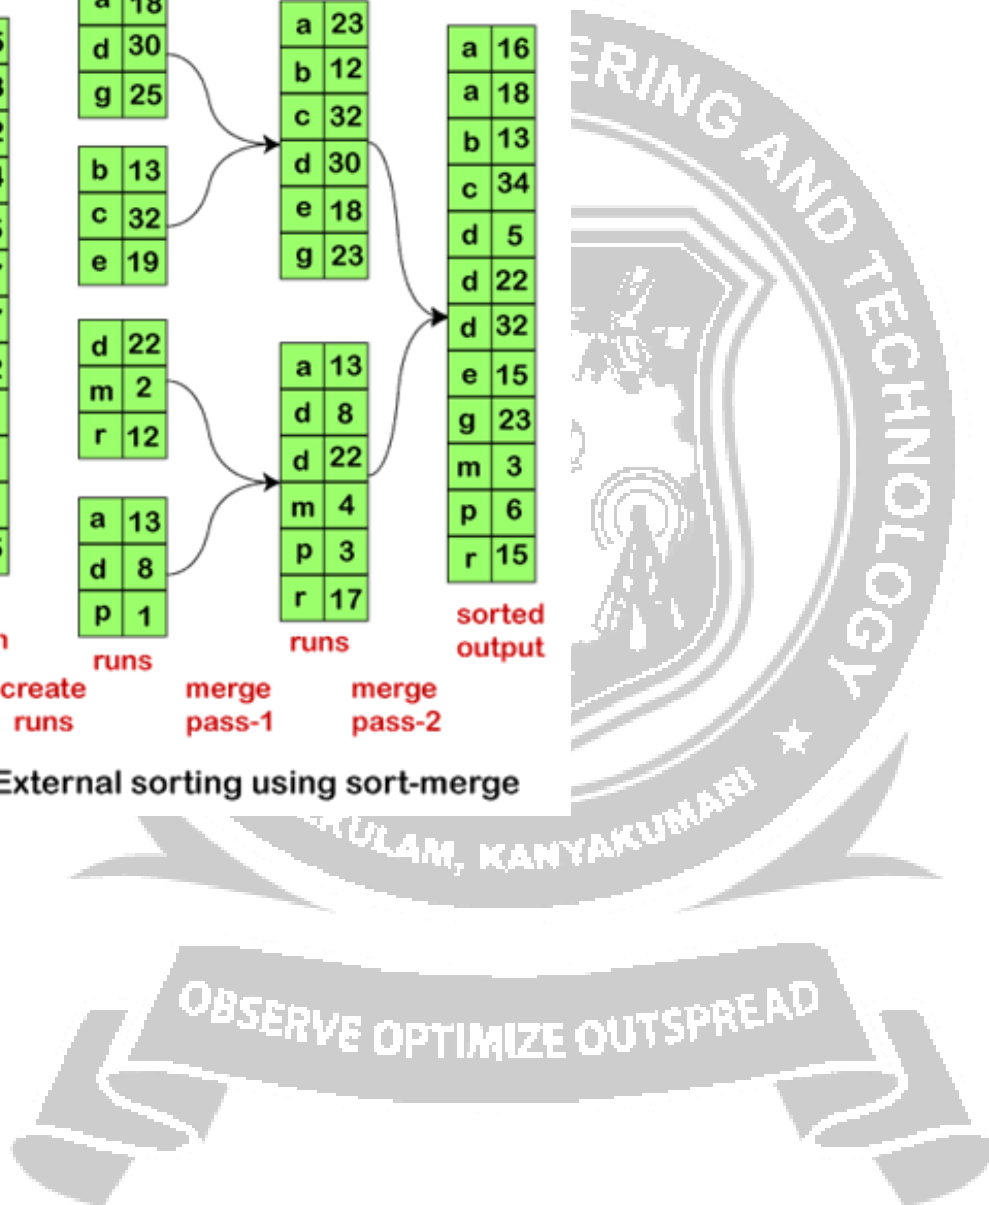 a 18
d 30
g 25
b 13
c 32
e 19
d 22
m 2
r 12
a 13
d 8
p 1
runs
a 23
b 12
c 32
d 30
e 18
g 23
a 13
d 8
d 22
m 4
p 3
r 17
runs
a 16
a 18
b 13
c 34
d 5
d 22
d 32
e 15
g 23
m 3
p 6
r 15
sorted
output
create
runs
merge
pass-1
merge
pass-2
External sorting using sort-merge
AND TECHNOLOGY
KANYAKUMARI
OBSERVE OPTIMIZE OUTSPREAD